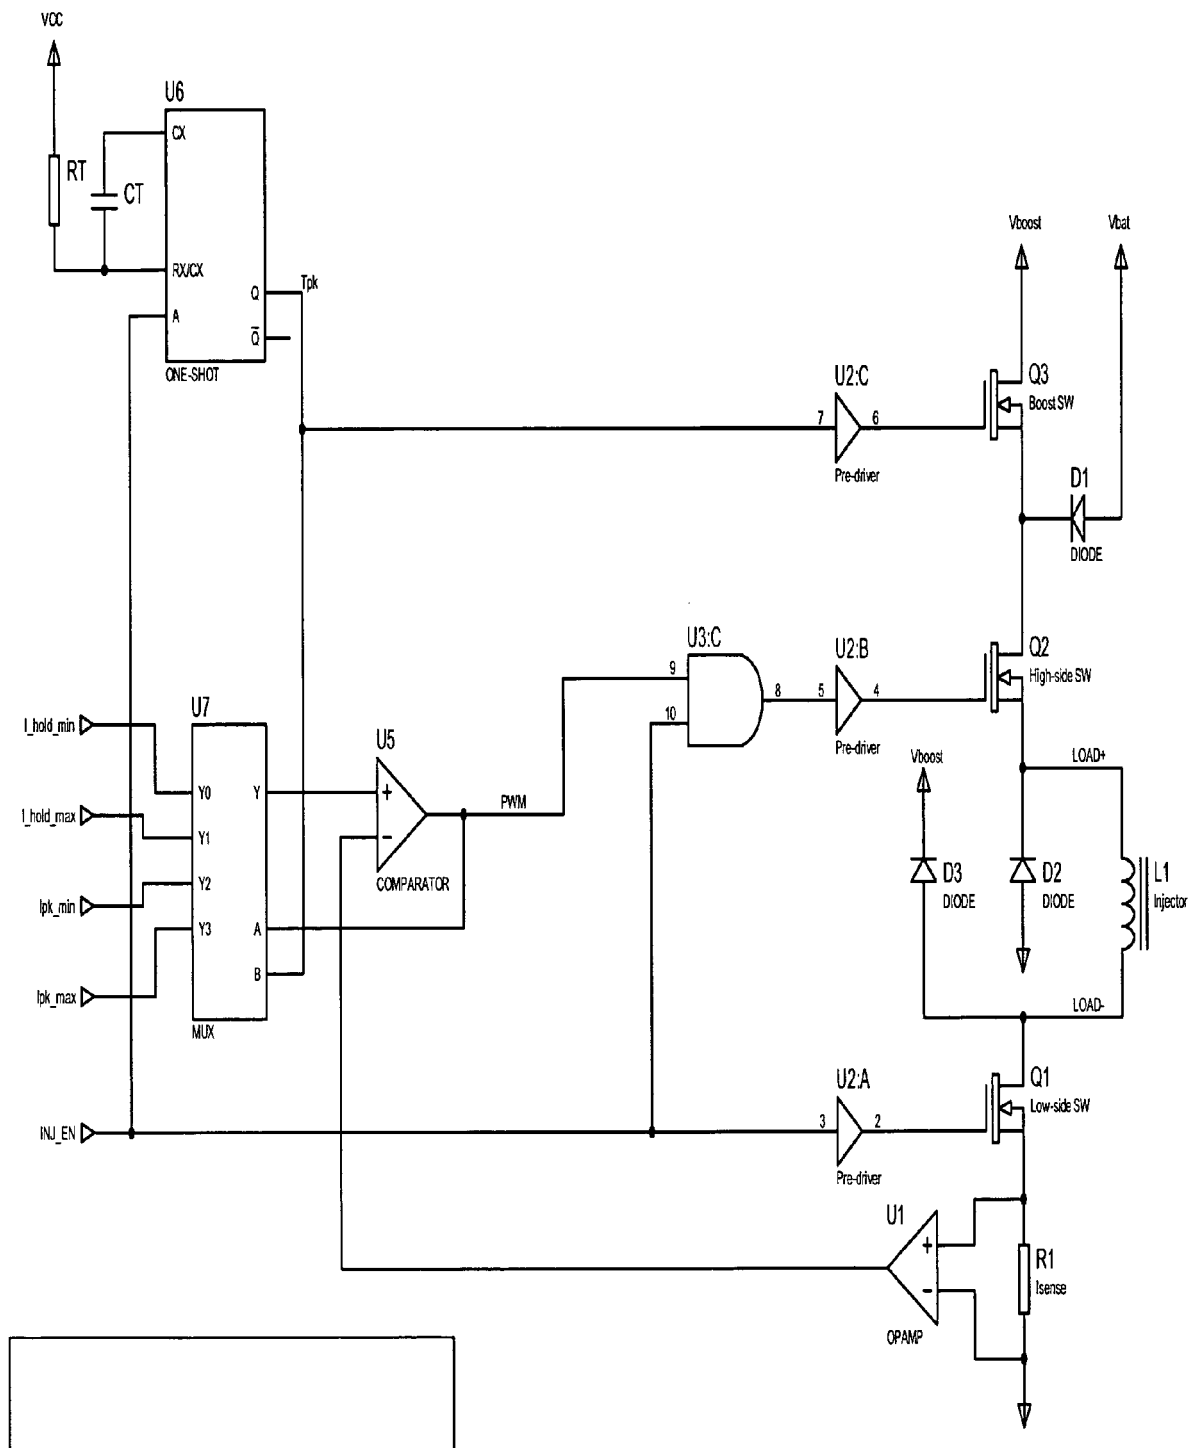 VCC
U6
CX
RT
CT
RX/CX
Q
Tpk
A
Q
ONE-SHOT
Vboost
Vbat
U2:C
7
6
Pre-driver
Q3
Boost SW
D1
DIODE
U3:C
9
10
8
U2:B
5
4
Pre-driver
Q2
High-side SW
I_hold_min
I_hold_max
Ipk_min
Ipk_max
U7
Y0
Y1
Y2
Y3
Y
A
B
MUX
U5
+
-
COMPARATOR
PWM
Vboost
LOAD+
D3
DIODE
D2
DIODE
L1
Injector
LOAD-
INJ_EN
U2:A
3
2
Pre-driver
Q1
Low-side SW
U1
+
-
OPAMP
R1
Isense